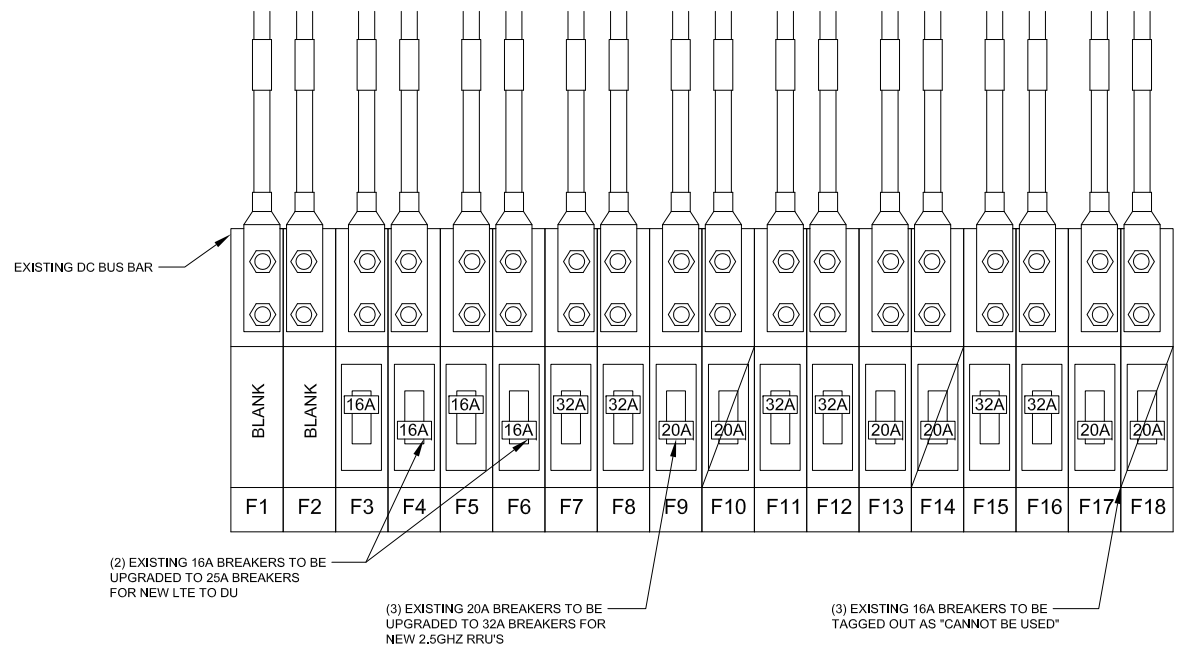 EXISTING DC BUS BAR
BLANK
BLANK
16A
16A
16A
16A
32A
32A
20A
20A
32A
32A
20A
20A
32A
32A
20A
20A
F1 F2 F3 F4 F5 F6 F7 F8 F9 F10 F11 F12 F13 F14 F15 F16 F17 F18
(2) EXISTING 16A BREAKERS TO BE
UPGRADED TO 25A BREAKERS
FOR NEW LTE TO DU
(3) EXISTING 20A BREAKERS TO BE
UPGRADED TO 32A BREAKERS FOR
NEW 2.5GHZ RRU'S
(3) EXISTING 16A BREAKERS TO BE
TAGGED OUT AS "CANNOT BE USED"